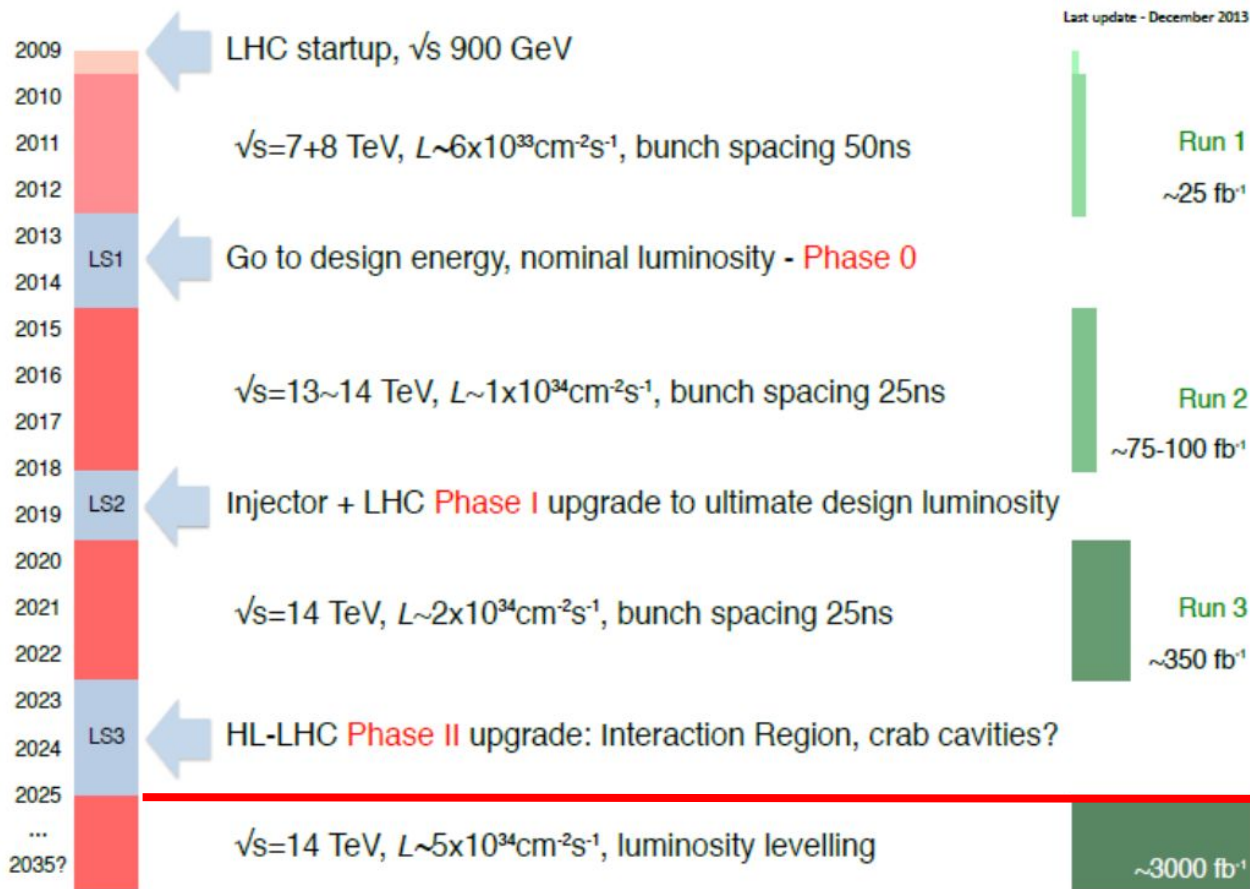 Last update - December 2013
2009 LHC startup, √s 900 GeV
2010
2011 √s=7+8 TeV, L~6x10³³cm⁻²s⁻¹, bunch spacing 50ns Run 1
2012 ~25 fb⁻¹
2013
LS1 Go to design energy, nominal luminosity - Phase 0
2014
2015
2016 √s=13~14 TeV, L~1x10³⁴cm⁻²s⁻¹, bunch spacing 25ns Run 2
2017 ~75-100 fb⁻¹
2018
LS2 Injector + LHC Phase I upgrade to ultimate design luminosity
2019
2020
2021 √s=14 TeV, L~2x10³⁴cm⁻²s⁻¹, bunch spacing 25ns Run 3
2022 ~350 fb⁻¹
2023
LS3 HL-LHC Phase II upgrade: Interaction Region, crab cavities?
2024
2025
... √s=14 TeV, L~5x10³⁴cm⁻²s⁻¹, luminosity levelling
2035? ~3000 fb⁻¹